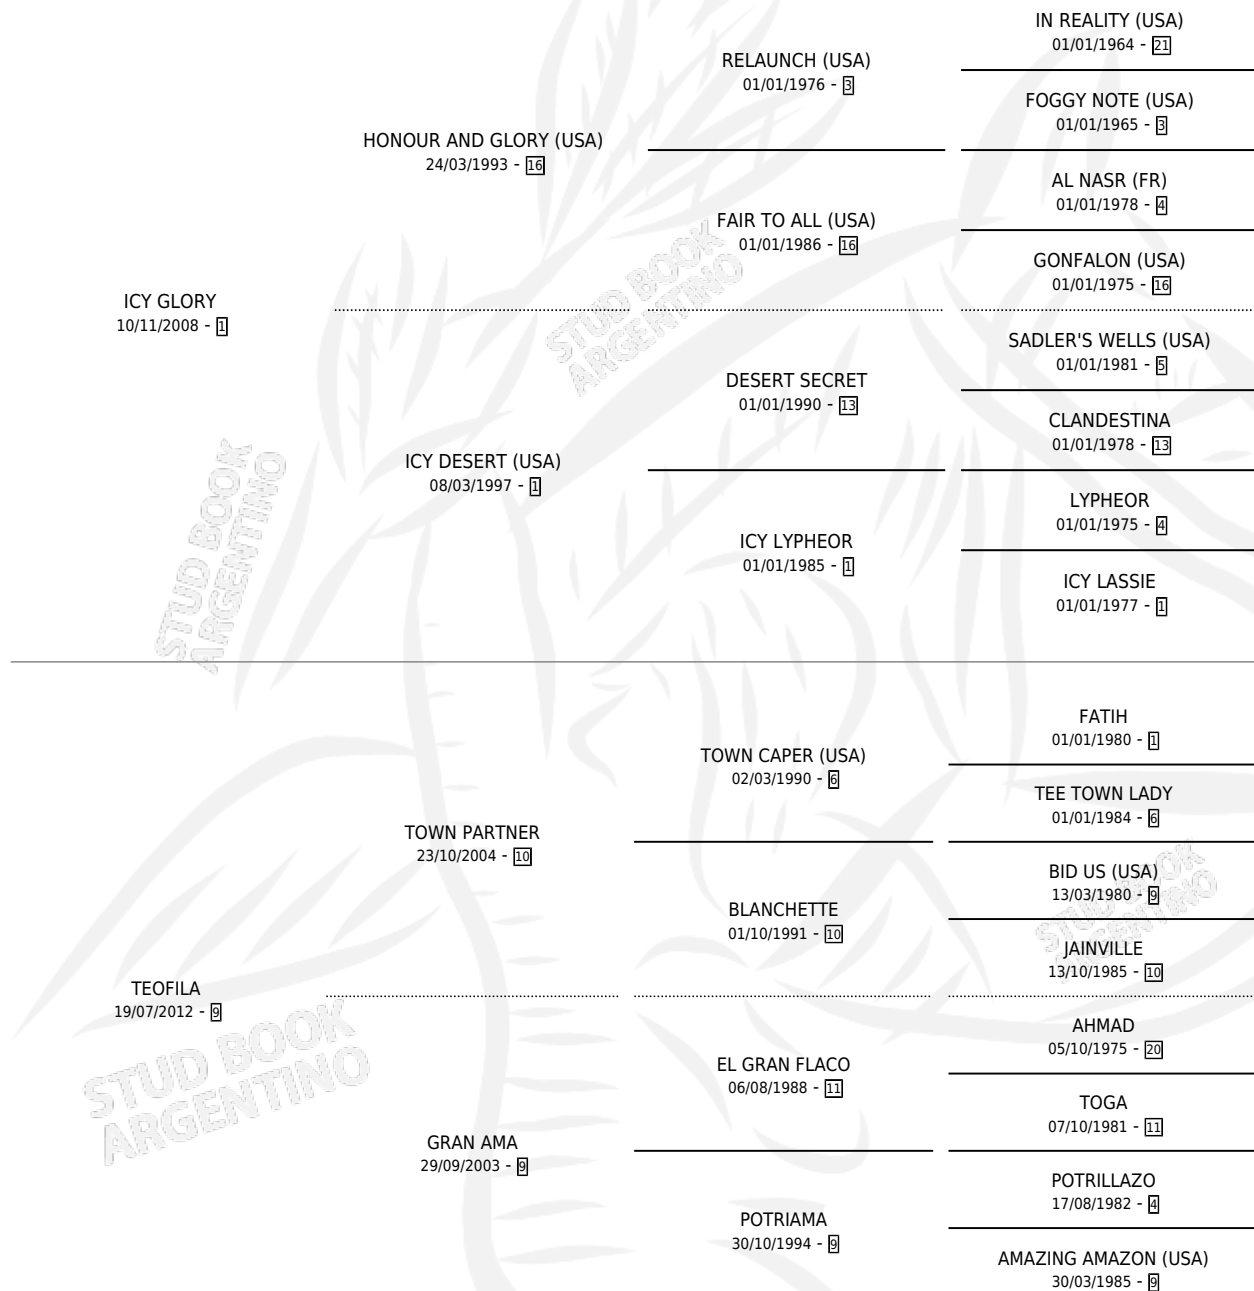 IN REALITY (USA)
01/01/1964 - 21
RELAUNCH (USA)
01/01/1976 - 3
FOGGY NOTE (USA)
01/01/1965 - 3
HONOUR AND GLORY (USA)
24/03/1993 - 16
AL NASR (FR)
01/01/1978 - 4
FAIR TO ALL (USA)
01/01/1986 - 16
GONFALON (USA)
01/01/1975 - 16
STUD BOOK
ARGENTINO
ICY GLORY
10/11/2008 - 1
SADLER'S WELLS (USA)
01/01/1981 - 5
DESERT SECRET
01/01/1990 - 13
CLANDESTINA
01/01/1978 - 13
ICY DESERT (USA)
08/03/1997 - 1
LYPHEOR
01/01/1975 - 4
ICY LYPHEOR
01/01/1985 - 1
ICY LASSIE
01/01/1977 - 1
STUD BOOK
ARGENTINO
FATIH
01/01/1980 - 1
TOWN CAPER (USA)
02/03/1990 - 6
TEE TOWN LADY
01/01/1984 - 6
TOWN PARTNER
23/10/2004 - 10
BID US (USA)
13/03/1980 - 9
STUD BOOK
ARGENTINO
BLANCHETTE
01/10/1991 - 10
JAINVILLE
13/10/1985 - 10
TEOFILA
19/07/2012 - 9
AHMAD
05/10/1975 - 20
STUD BOOK
ARGENTINO
EL GRAN FLACO
06/08/1988 - 11
TOGA
07/10/1981 - 11
GRAN AMA
29/09/2003 - 9
POTRILLAZO
17/08/1982 - 4
POTRIAMA
30/10/1994 - 9
AMAZING AMAZON (USA)
30/03/1985 - 9